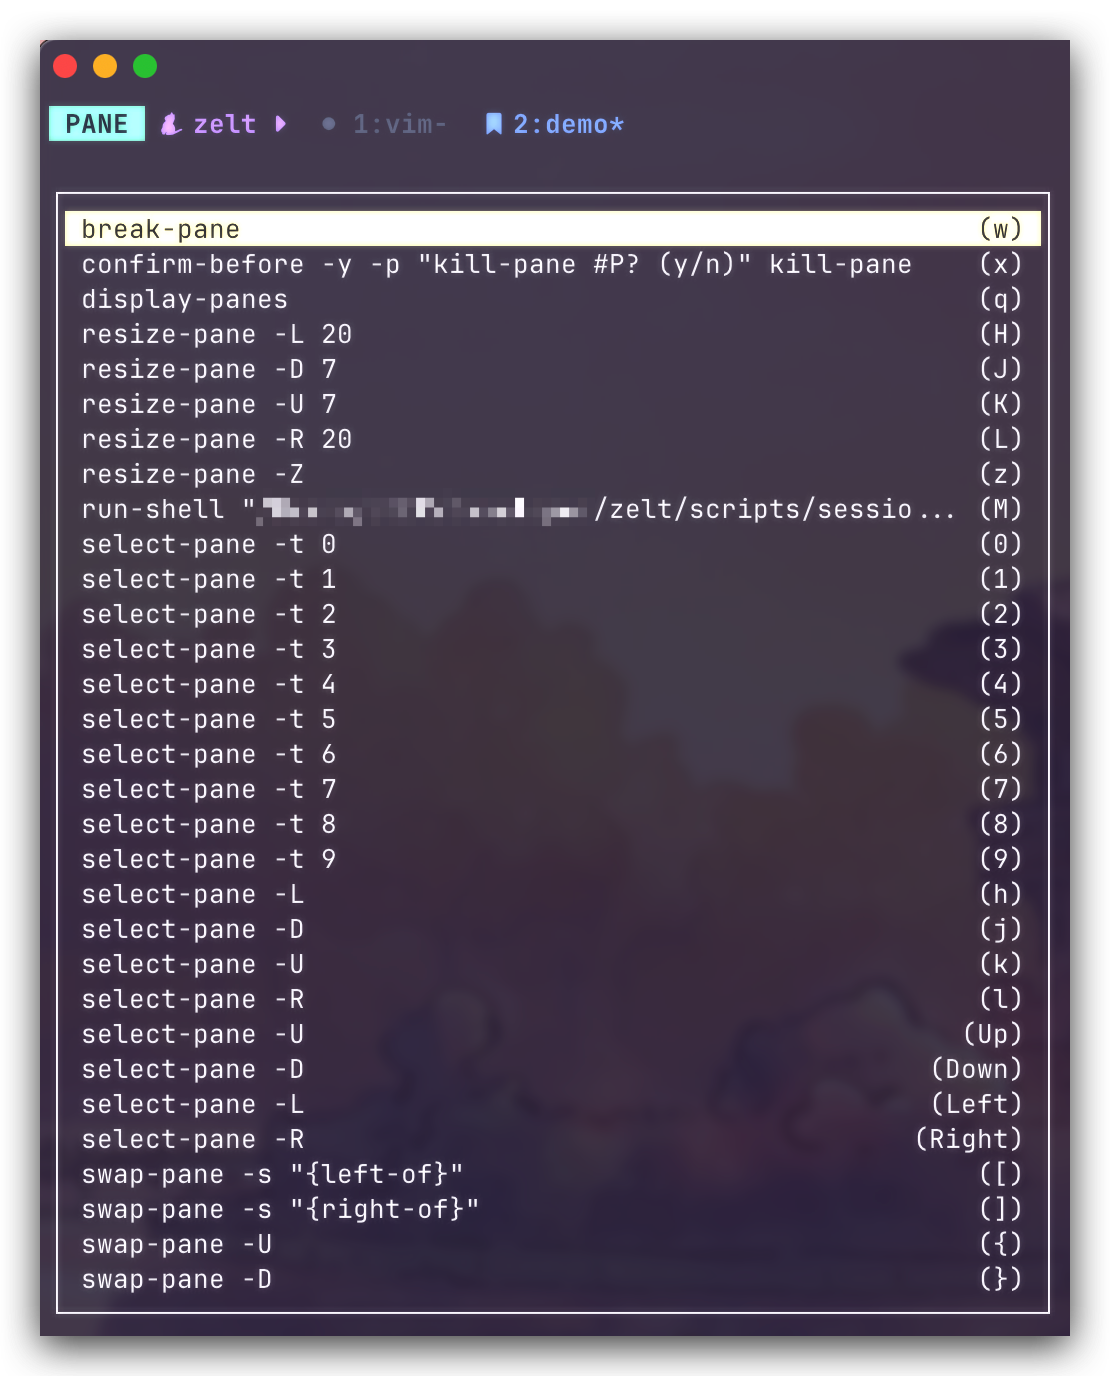 PANE zelt 1:vim- 2:demo*
break-pane (w)
confirm-before -y -p "kill-pane #P? (y/n)" kill-pane (x)
display-panes (q)
resize-pane -L 20 (H)
resize-pane -D 7 (J)
resize-pane -U 7 (K)
resize-pane -R 20 (L)
resize-pane -Z (z)
run-shell " /zelt/scripts/sessio... (M)
select-pane -t 0 (0)
select-pane -t 1 (1)
select-pane -t 2 (2)
select-pane -t 3 (3)
select-pane -t 4 (4)
select-pane -t 5 (5)
select-pane -t 6 (6)
select-pane -t 7 (7)
select-pane -t 8 (8)
select-pane -t 9 (9)
select-pane -L (h)
select-pane -D (j)
select-pane -U (k)
select-pane -R (l)
select-pane -U (Up)
select-pane -D (Down)
select-pane -L (Left)
select-pane -R (Right)
swap-pane -s "{left-of}" ([)
swap-pane -s "{right-of}" (])
swap-pane -U ({)
swap-pane -D (})